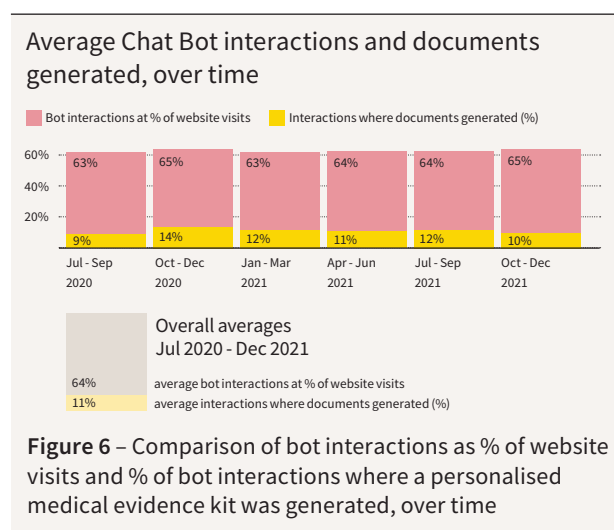 Average Chat Bot interactions and documents
generated, over time
Bot interactions at % of website visits
Interactions where documents generated (%)
60%
40%
20%
63%
65%
63%
64%
64%
65%
9%
14%
12%
11%
12%
10%
Jul - Sep
2020
Oct - Dec
2020
Jan - Mar
2021
Apr - Jun
2021
Jul - Sep
2021
Oct - Dec
2021
Overall averages
Jul 2020 - Dec 2021
64%
average bot interactions at % of website visits
11%
average interactions where documents generated (%)
Figure 6 – Comparison of bot interactions as % of website
visits and % of bot interactions where a personalised
medical evidence kit was generated, over time